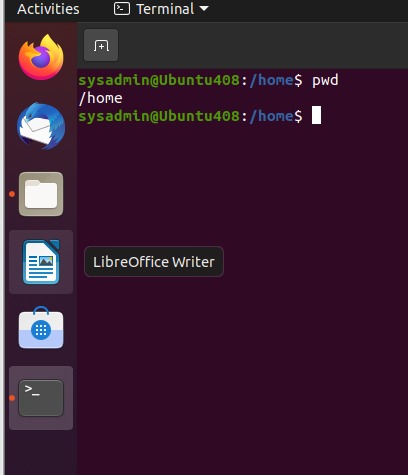 Activities
Terminal
sysadmin@Ubuntu408:/home$ pwd
/home
sysadmin@Ubuntu408:/home$
LibreOffice Writer
>_